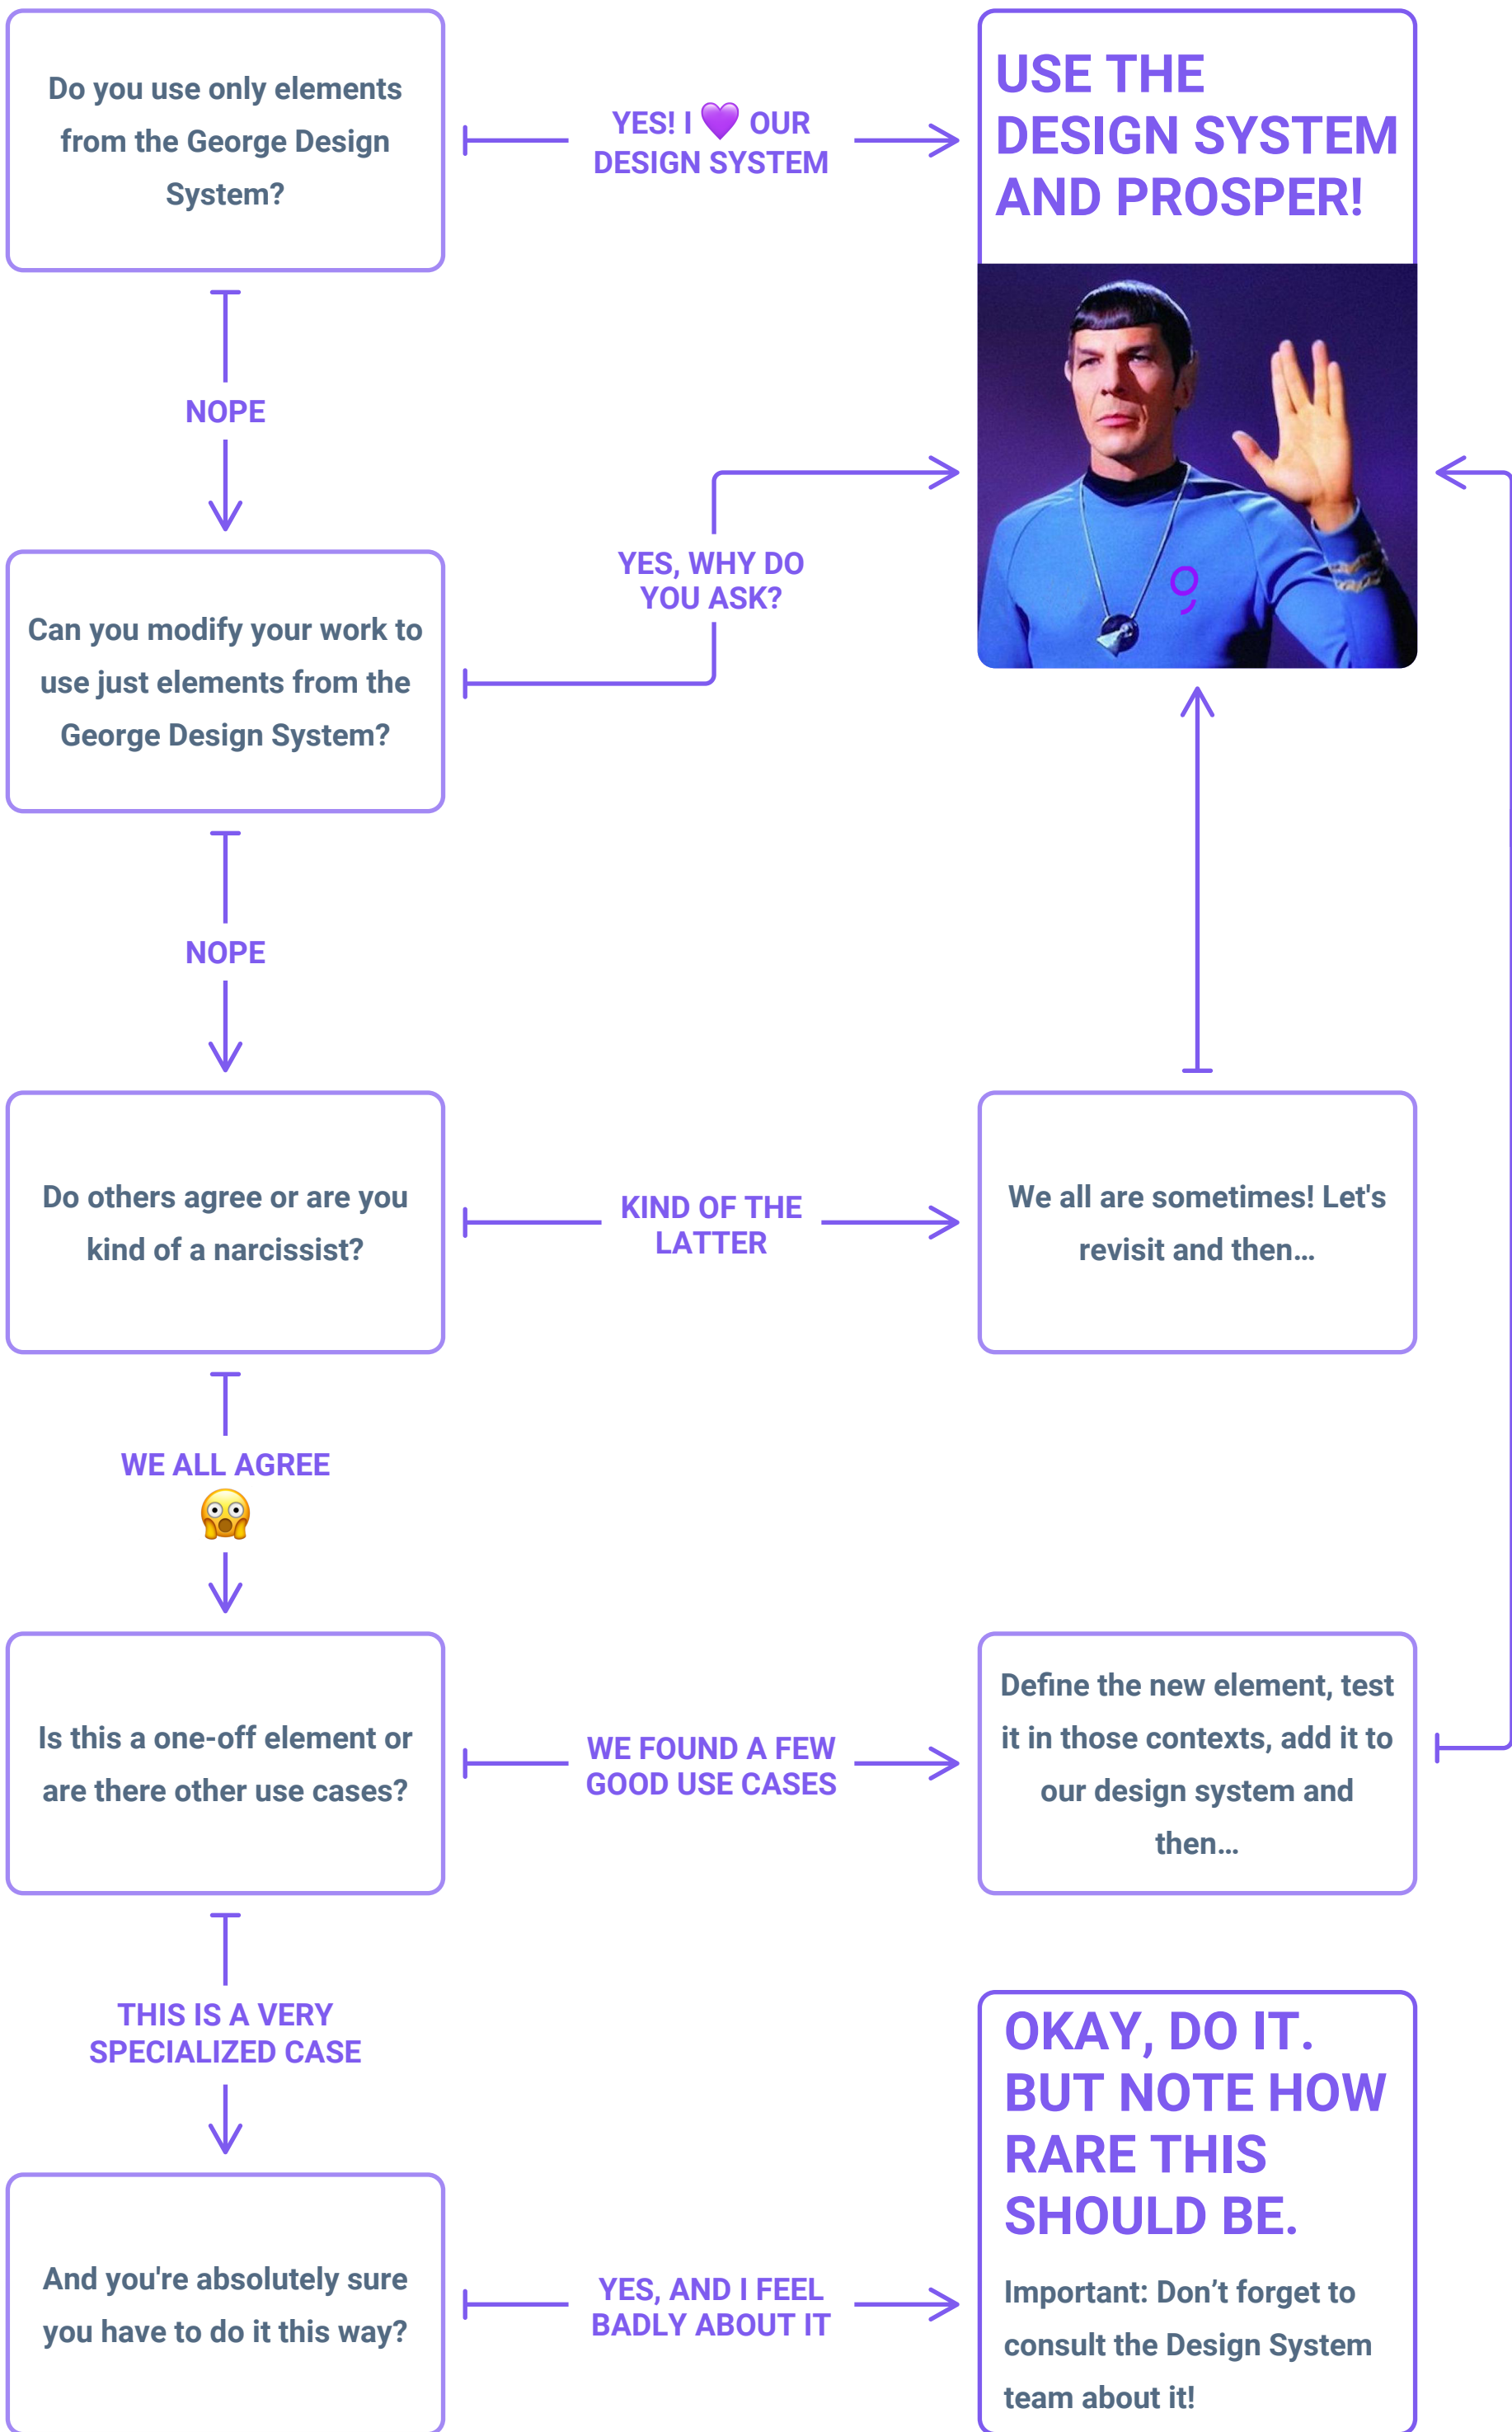 Do you use only elements
from the George Design
System?
YES! I 💜 OUR
DESIGN SYSTEM
USE THE
DESIGN SYSTEM
AND PROSPER!
NOPE
Can you modify your work to
use just elements from the
George Design System?
YES, WHY DO
YOU ASK?
g
NOPE
Do others agree or are you
kind of a narcissist?
KIND OF THE
LATTER
We all are sometimes! Let's
revisit and then...
WE ALL AGREE
😱
Is this a one-off element or
are there other use cases?
WE FOUND A FEW
GOOD USE CASES
Define the new element, test
it in those contexts, add it to
our design system and
then...
THIS IS A VERY
SPECIALIZED CASE
And you're absolutely sure
you have to do it this way?
YES, AND I FEEL
BADLY ABOUT IT
OKAY, DO IT.
BUT NOTE HOW
RARE THIS
SHOULD BE.
Important: Don’t forget to
consult the Design System
team about it!